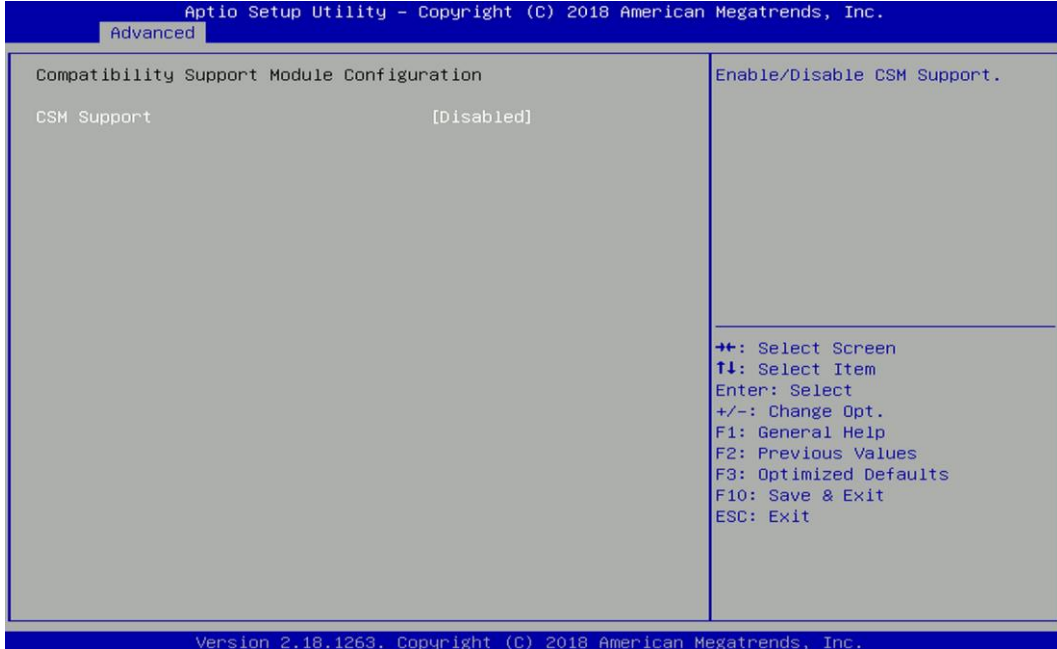 Aptio Setup Utility – Copyright (C) 2018 American Megatrends, Inc.
Advanced
Compatibility Support Module Configuration
CSM Support [Disabled]
Enable/Disable CSM Support.
→←: Select Screen
↑↓: Select Item
Enter: Select
+/-: Change Opt.
F1: General Help
F2: Previous Values
F3: Optimized Defaults
F10: Save & Exit
ESC: Exit
Version 2.18.1263. Copyright (C) 2018 American Megatrends, Inc.